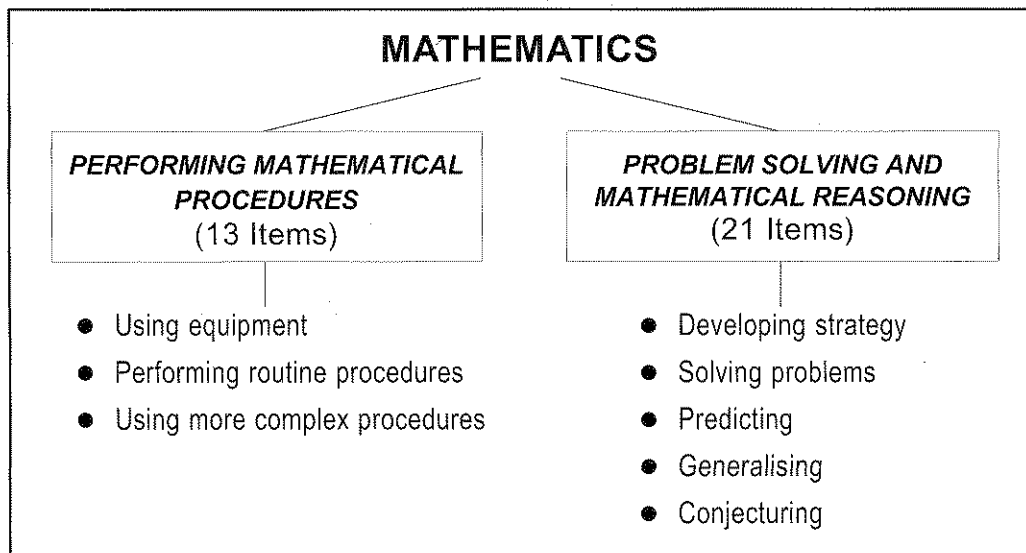 MATHEMATICS
PERFORMING MATHEMATICAL
PROCEDURES
(13 Items)
● Using equipment
● Performing routine procedures
● Using more complex procedures
PROBLEM SOLVING AND
MATHEMATICAL REASONING
(21 Items)
● Developing strategy
● Solving problems
● Predicting
● Generalising
● Conjecturing